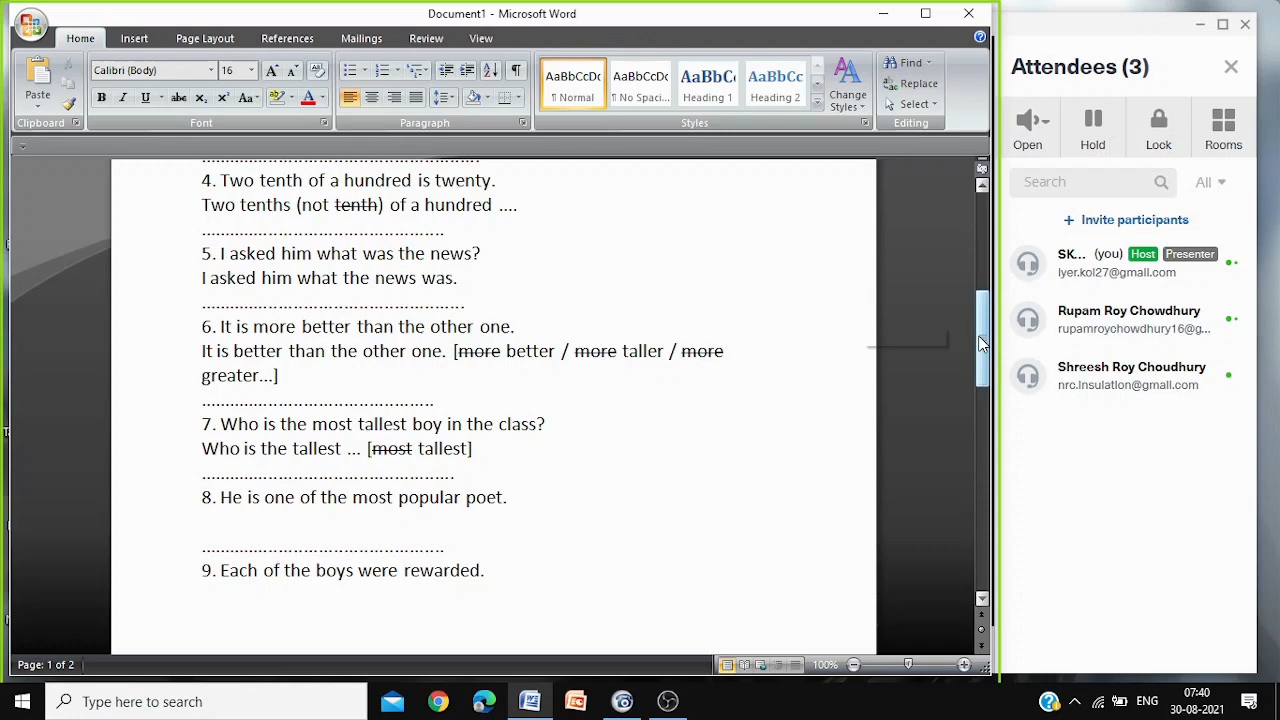 Document1 - Microsoft Word
Home Insert Page Layout References Mailings Review View
Paste
Calibri (Body) 16
AaBbCcDc AaBbCcDc AaBbC AaBbCc
¶ Normal ¶ No Spaci... Heading 1 Heading 2
Change Styles
Find
Replace
Select
Clipboard Font Paragraph Styles Editing
4. Two tenth of a hundred is twenty.
Two tenths (not tenth) of a hundred ....
5. I asked him what was the news?
I asked him what the news was.
6. It is more better than the other one.
It is better than the other one. [more better / more taller / more
greater...]
7. Who is the most tallest boy in the class?
Who is the tallest ... [most tallest]
8. He is one of the most popular poet.
9. Each of the boys were rewarded.
Page: 1 of 2
100%
Attendees (3)
Open Hold Lock Rooms
Search All
+ Invite participants
SK... (you) Host Presenter
lyer.kol27@gmail.com
Rupam Roy Chowdhury
rupamroychowdhury16@g...
Shreesh Roy Choudhury
nrc.lnsulatlon@gmail.com
Type here to search
ENG
07:40
30-08-2021